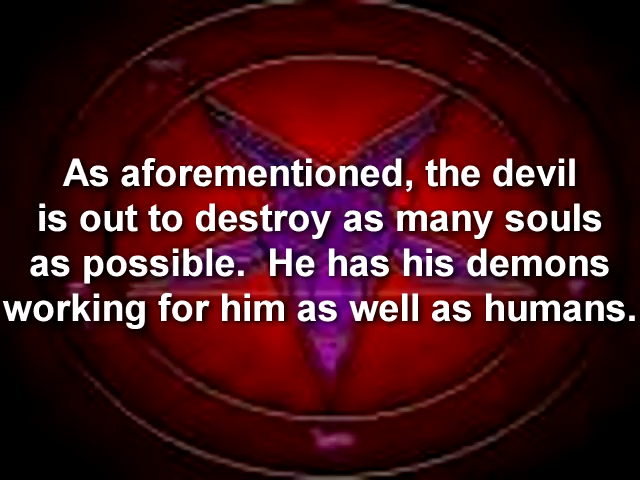 As aforementioned, the devil
is out to destroy as many souls
as possible.  He has his demons
working for him as well as humans.